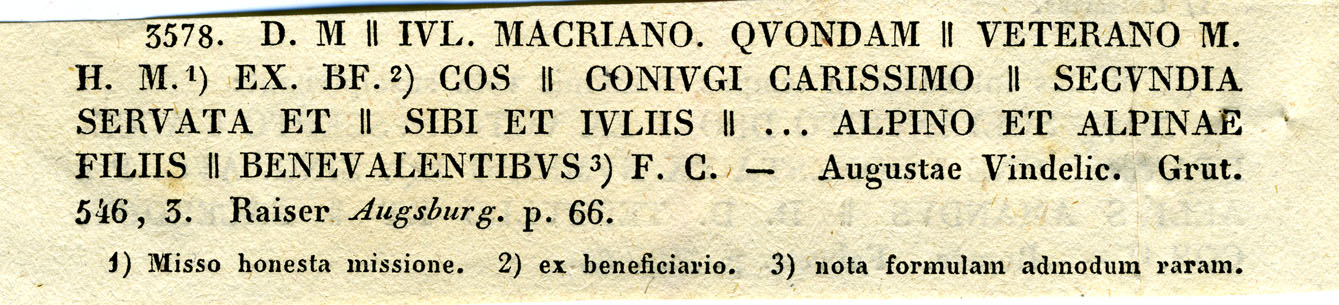 3578. D. M || IVL. MACRIANO. QVONDAM || VETERANO M.
H. M.¹) EX. BF.²) COS || CONIVGI CARISSIMO || SECVNDIA
SERVATA ET || SIBI ET IVLIIS || ... ALPINO ET ALPINAE
FILIIS || BENEVALENTIBVS³) F. C. — Augustae Vindelic. Grut.
546, 3. Raiser Augsburg. p. 66.
1) Misso honesta missione. 2) ex beneficiario. 3) nota formulam admodum raram.